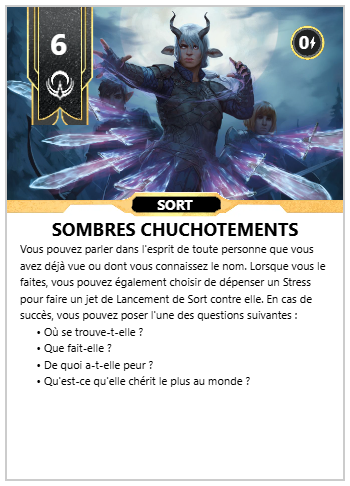 6
0
SORT
SOMBRES CHUCHOTEMENTS
Vous pouvez parler dans l'esprit de toute personne que vous
avez déjà vue ou dont vous connaissez le nom. Lorsque vous le
faites, vous pouvez également choisir de dépenser un Stress
pour faire un jet de Lancement de Sort contre elle. En cas de
succès, vous pouvez poser l'une des questions suivantes :
• Où se trouve-t-elle ?
• Que fait-elle ?
• De quoi a-t-elle peur ?
• Qu'est-ce qu'elle chérit le plus au monde ?